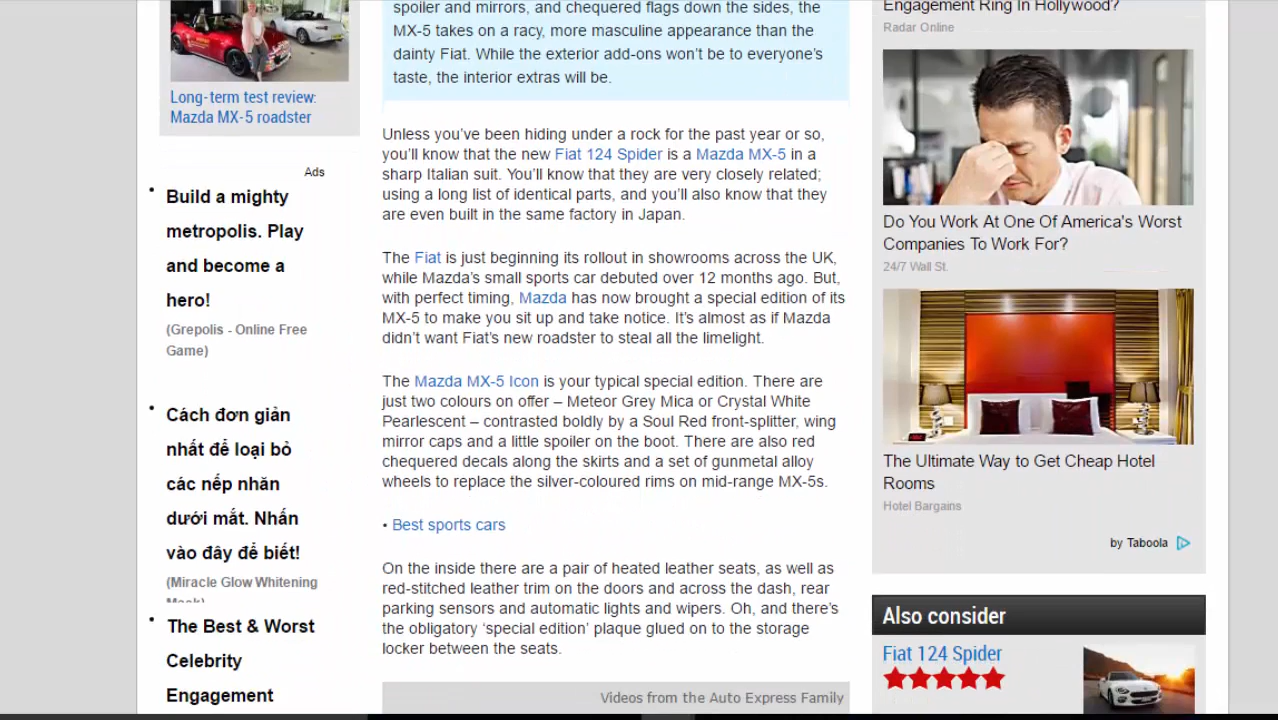 Long-term test review:
Mazda MX-5 roadster
Ads
• Build a mighty
metropolis. Play
and become a
hero!
(Grepolis - Online Free
Game)
• Cách đơn giản
nhất để loại bỏ
các nếp nhăn
dưới mắt. Nhấn
vào đây để biết!
(Miracle Glow Whitening
• The Best & Worst
Celebrity
Engagement
spoiler and mirrors, and chequered flags down the sides, the
MX-5 takes on a racy, more masculine appearance than the
dainty Fiat. While the exterior add-ons won't be to everyone's
taste, the interior extras will be.
Unless you've been hiding under a rock for the past year or so,
you'll know that the new Fiat 124 Spider is a Mazda MX-5 in a
sharp Italian suit. You'll know that they are very closely related;
using a long list of identical parts, and you'll also know that they
are even built in the same factory in Japan.
The Fiat is just beginning its rollout in showrooms across the UK,
while Mazda's small sports car debuted over 12 months ago. But,
with perfect timing, Mazda has now brought a special edition of its
MX-5 to make you sit up and take notice. It's almost as if Mazda
didn't want Fiat's new roadster to steal all the limelight.
The Mazda MX-5 Icon is your typical special edition. There are
just two colours on offer – Meteor Grey Mica or Crystal White
Pearlescent – contrasted boldly by a Soul Red front-splitter, wing
mirror caps and a little spoiler on the boot. There are also red
chequered decals along the skirts and a set of gunmetal alloy
wheels to replace the silver-coloured rims on mid-range MX-5s.
• Best sports cars
On the inside there are a pair of heated leather seats, as well as
red-stitched leather trim on the doors and across the dash, rear
parking sensors and automatic lights and wipers. Oh, and there's
the obligatory 'special edition' plaque glued on to the storage
locker between the seats.
Videos from the Auto Express Family
Engagement Ring In Hollywood?
Radar Online
Do You Work At One Of America's Worst
Companies To Work For?
24/7 Wall St.
The Ultimate Way to Get Cheap Hotel
Rooms
Hotel Bargains
by Taboola
Also consider
Fiat 124 Spider